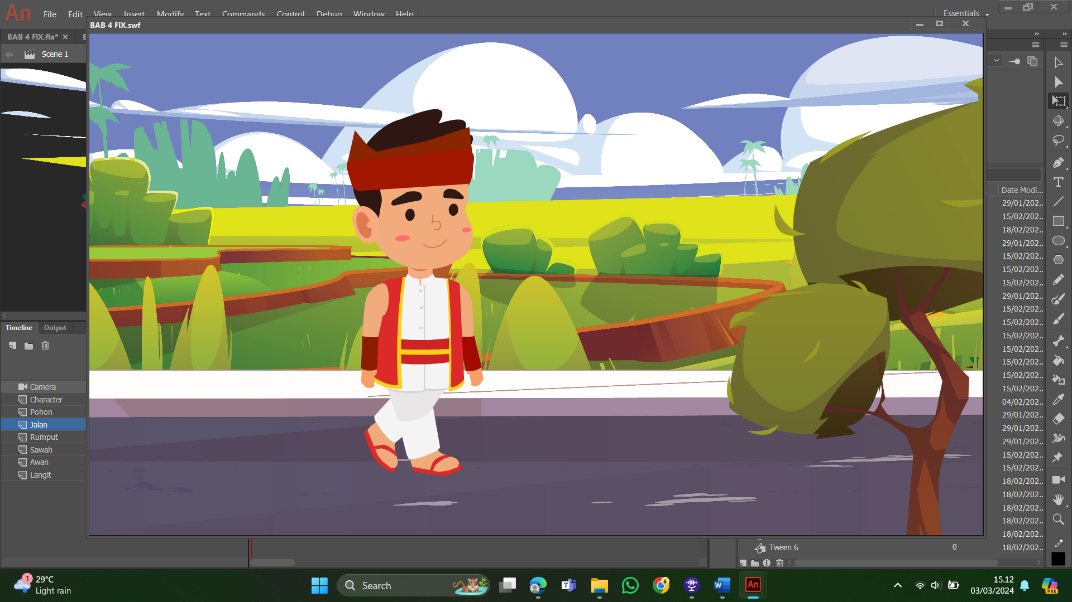 An File Edit View Insert Modify Text Commands Control Debug Window Help Essentials
BAB 4 FIX.swf
BAB 4 FIX.fla* ×
Scene 1
Date Modi...
29/01/202...
15/02/202...
18/02/202...
29/01/202...
15/02/202...
15/02/202...
15/02/202...
29/01/202...
15/02/202...
15/02/202...
29/01/202...
15/02/202...
15/02/202...
15/02/202...
15/02/202...
04/02/202...
29/01/202...
29/01/202...
29/01/202...
15/02/202...
15/02/202...
18/02/202...
18/02/202...
18/02/202...
18/02/202...
18/02/202...
18/02/202...
Timeline Output
Camera
Character
Pohon
Jalan
Rumput
Sawah
Awan
Langit
Tween 6 0
1
29°C
Light rain
Search
An
15.12
03/03/2024